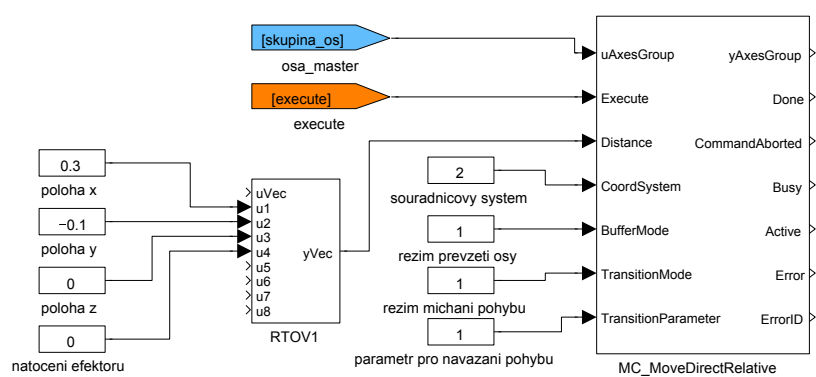 [skupina_os]
osa_master
[execute]
execute
0.3
poloha x
−0.1
poloha y
0
poloha z
0
natoceni efektoru
uVec
u1
u2
u3
u4
u5
u6
u7
u8
yVec
RTOV1
2
souradnicovy system
1
rezim prevzeti osy
1
rezim michani pohybu
1
parametr pro navazani pohybu
uAxesGroup
Execute
Distance
CoordSystem
BufferMode
TransitionMode
TransitionParameter
yAxesGroup
Done
CommandAborted
Busy
Active
Error
ErrorID
MC_MoveDirectRelative